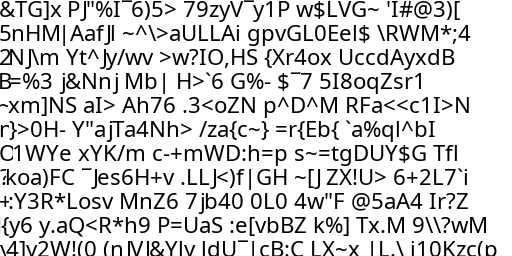 &TG]x PJ"%I¯6)5> 79zyV¯y1P w$LVG~ 'I#@3)[
5nHM|AafJl ~^\>aULLAi gpvGL0EeI$ \RWM*;4
2NJ\m Yt^Jy/wv >w?IO,HS {Xr4ox UccdAyxdB
B=%3 j&Nnj Mb| H>`6 G%- $¯7 5I8oqZsr1
~xm]NS aI> Ah76 .3<oZN p^D^M RFa<<c1I>N
r}>0H- Y"ajTa4Nh> /za{c~} =r{Eb{ `a%ql^bI
C1WYe xYK/m c-+mWD:h=p s~=tgDUY$G Tfl
?koa)FC ¯Jes6H+v .LLJ<)f|GH ~[JZX!U> 6+2L7`i
+:Y3R*Losv MnZ6 7jb40 0L0 4w"F @5aA4 Ir?Z
{y6 y.aQ<R*h9 P=UaS :e[vbBZ k%] Tx.M 9\\?wM